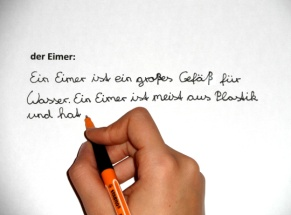 der Eimer:
Ein Eimer ist ein großes Gefäß für
Wasser. Ein Eimer ist meist aus Plastik
und hat